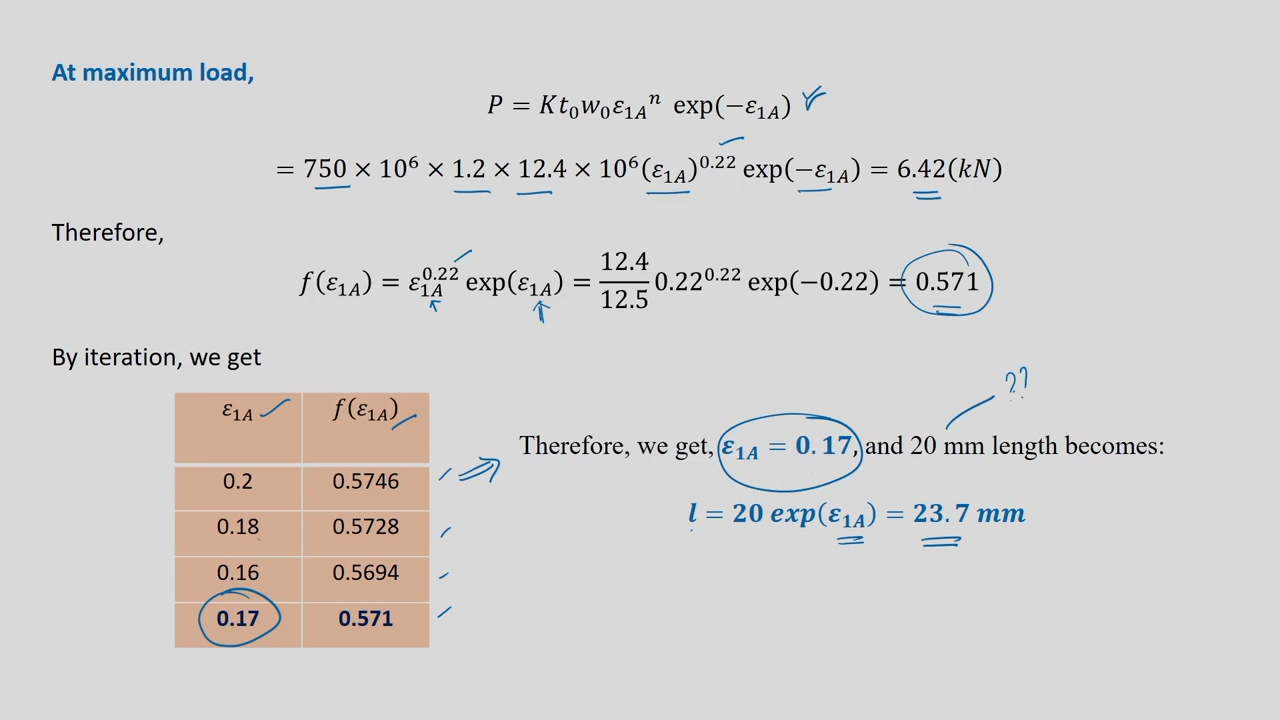 At maximum load,
P = Kt₀w₀ε₁ₐⁿ exp(−ε₁ₐ)
= 750 × 10⁶ × 1.2 × 12.4 × 10⁶(ε₁ₐ)^0.22 exp(−ε₁ₐ) = 6.42(kN)
Therefore,
f(ε₁ₐ) = ε₁ₐ^0.22 exp(ε₁ₐ) = 12.4/12.5 0.22^0.22 exp(−0.22) = 0.571
By iteration, we get
ε₁ₐ f(ε₁ₐ)
0.2 0.5746
0.18 0.5728
0.16 0.5694
0.17 0.571
??
Therefore, we get, ε₁ₐ = 0.17, and 20 mm length becomes:
l = 20 exp(ε₁ₐ) = 23.7 mm